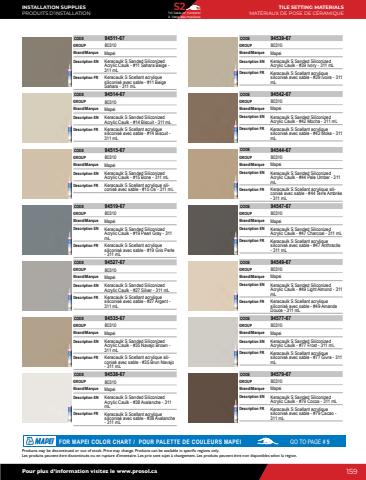 INSTALLATION SUPPLIES
PRODUITS D'INSTALLATION
S2
TILE SETTING MATERIALS
MATÉRIAUX DE POSE DE CÉRAMIQUE
CODE 94511-67
GROUP 80310
Brand/Marque Mapei
Description EN Keracaulk S Sanded Siliconized
Acrylic Caulk - #11 Sahara Beige -
311 mL
Description FR Keracaulk S Scellant acrylique
siliconisé avec sable - #11 Beige
Sahara - 311 mL
CODE 94514-67
GROUP 80310
Brand/Marque Mapei
Description EN Keracaulk S Sanded Siliconized
Acrylic Caulk - #14 Biscuit - 311 mL
Description FR Keracaulk S Scellant acrylique
siliconisé avec sable - #14 Biscuit -
311 mL
CODE 94515-67
GROUP 80310
Brand/Marque Mapei
Description EN Keracaulk S Sanded Siliconized
Acrylic Caulk - #15 Bone - 311 mL
Description FR Keracaulk S Scellant acrylique sili-
conisé avec sable - #15 Os - 311 mL
CODE 94519-67
GROUP 80310
Brand/Marque Mapei
Description EN Keracaulk S Sanded Siliconized
Acrylic Caulk - #19 Pearl Gray - 311
mL
Description FR Keracaulk S Scellant acrylique
siliconisé avec sable - #19 Gris Perle
- 311 mL
CODE 94527-67
GROUP 80310
Brand/Marque Mapei
Description EN Keracaulk S Sanded Siliconized
Acrylic Caulk - #27 Silver - 311 mL
Description FR Keracaulk S Scellant acrylique
siliconisé avec sable - #27 Argent -
311 mL
CODE 94535-67
GROUP 80310
Brand/Marque Mapei
Description EN Keracaulk S Sanded Siliconized
Acrylic Caulk - #35 Navajo Brown -
311 mL
Description FR Keracaulk S Scellant acrylique sili-
conisé avec sable - #35 Brun Navajo
- 311 mL
CODE 94538-67
GROUP 80310
Brand/Marque Mapei
Description EN Keracaulk S Sanded Siliconized
Acrylic Caulk - #38 Avalanche - 311
mL
Description FR Keracaulk S Scellant acrylique
siliconisé avec sable - #38 Avalanche
- 311 mL
CODE 94539-67
GROUP 80310
Brand/Marque Mapei
Description EN Keracaulk S Sanded Siliconized
Acrylic Caulk - #39 Ivory - 311 mL
Description FR Keracaulk S Scellant acrylique
siliconisé avec sable - #39 Ivoire - 311
mL
CODE 94542-67
GROUP 80310
Brand/Marque Mapei
Description EN Keracaulk S Sanded Siliconized
Acrylic Caulk - #42 Mocha - 311 mL
Description FR Keracaulk S Scellant acrylique
siliconisé avec sable - #42 Moka - 311
mL
CODE 94544-67
GROUP 80310
Brand/Marque Mapei
Description EN Keracaulk S Sanded Siliconized
Acrylic Caulk - #44 Pale Umber - 311
mL
Description FR Keracaulk S Scellant acrylique sili-
conisé avec sable - #44 Terre Ambrée
- 311 mL
CODE 94547-67
GROUP 80310
Brand/Marque Mapei
Description EN Keracaulk S Sanded Siliconized
Acrylic Caulk - #47 Charcoal - 311 mL
Description FR Keracaulk S Scellant acrylique
siliconisé avec sable - #47 Anthracite
- 311 mL
CODE 94549-67
GROUP 80310
Brand/Marque Mapei
Description EN Keracaulk S Sanded Siliconized
Acrylic Caulk - #49 Light Almond - 311
mL
Description FR Keracaulk S Scellant acrylique
siliconisé avec sable - #49 Amande
Douce - 311 mL
CODE 94577-67
GROUP 80310
Brand/Marque Mapei
Description EN Keracaulk S Sanded Siliconized
Acrylic Caulk - #77 Frost - 311 mL
Description FR Keracaulk S Scellant acrylique
siliconisé avec sable - #77 Givre - 311
mL
CODE 94579-67
GROUP 80310
Brand/Marque Mapei
Description EN Keracaulk S Sanded Siliconized
Acrylic Caulk - #79 Cocoa - 311 mL
Description FR Keracaulk S Scellant acrylique
siliconisé avec sable - #79 Cacao -
311 mL
MAPEI FOR MAPEI COLOR CHART / POUR PALETTE DE COULEURS MAPEI GO TO PAGE # 5
Products may be discontinued or out of stock. Price may change. Products can be available in specific regions only.
Les produits peuvent être discontinués ou en rupture d'inventaire. Les prix sont sujet à changement. Les produits peuvent être non disponibles selon la région.
Pour plus d'information visitez le www.prosol.ca
159